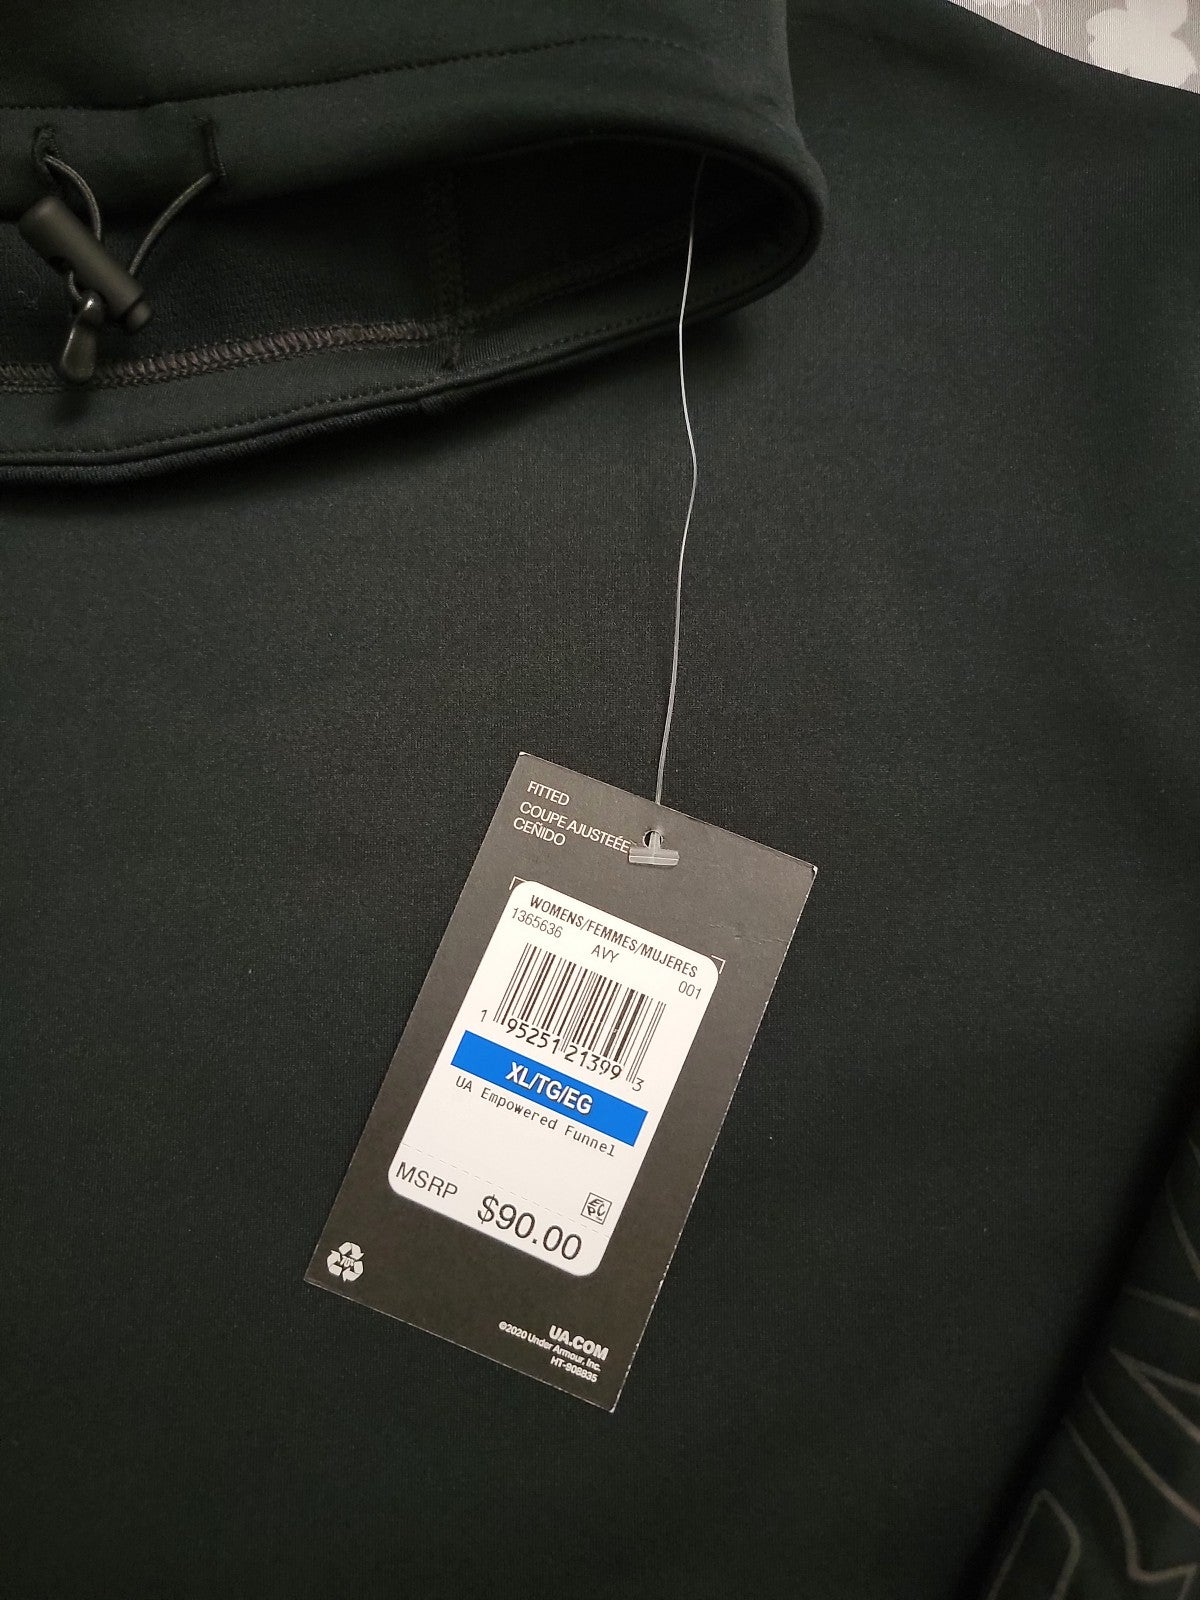 FITTED
COUPE AJUSTEÉE
CEÑIDO
WOMENS/FEMMES/MUJERES
1365636 AVY 001
1 95251 21399 3
XL/TG/EG
UA Empowered Funnel
MSRP $90.00
UA.COM
©2020 Under Armour, Inc.
HT-908835